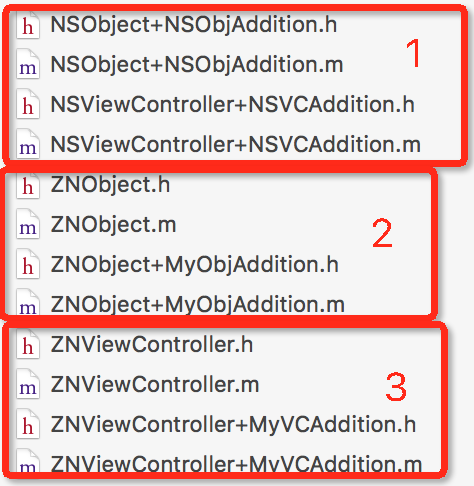 h NSObject+NSObjAddition.h
m NSObject+NSObjAddition.m
h NSViewController+NSVCAddition.h
m NSViewController+NSVCAddition.m
1
h ZNObject.h
m ZNObject.m
h ZNObject+MyObjAddition.h
m ZNObject+MyObjAddition.m
2
h ZNViewController.h
m ZNViewController.m
h ZNViewController+MyVCAddition.h
m ZNViewController+MyVCAddition.m
3